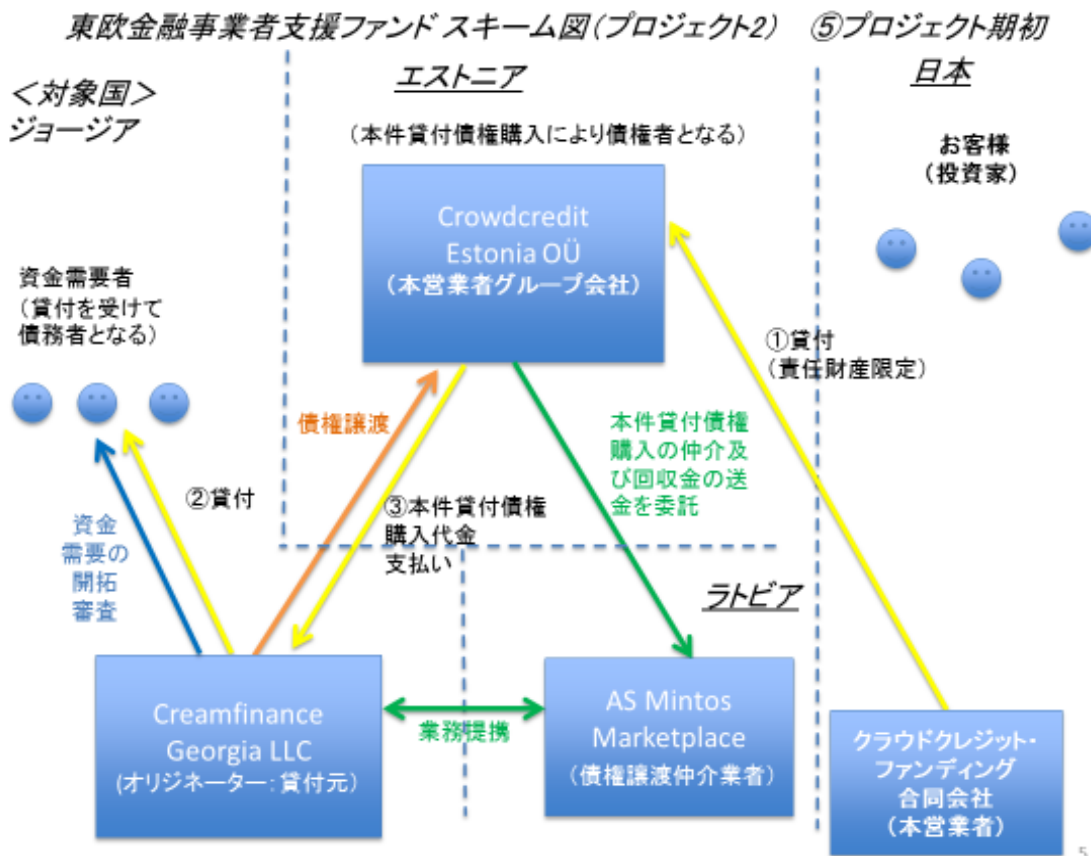 東欧金融事業者支援ファンド スキーム図(プロジェクト2) ⑤プロジェクト期初
＜対象国＞
ジョージア
エストニア
日本
(本件貸付債権購入により債権者となる)
お客様
(投資家)
Crowdcredit
Estonia OÜ
(本営業者グループ会社)
資金需要者
(貸付を受けて
債務者となる)
①貸付
(責任財産限定)
債権譲渡
本件貸付債権
購入の仲介及
び回収金の送
金を委託
②貸付
③本件貸付債権
購入代金
支払い
資金
需要の
開拓
審査
ラトビア
Creamfinance
Georgia LLC
(オリジネーター：貸付元)
業務提携
AS Mintos
Marketplace
(債権譲渡仲介業者)
クラウドクレジット・
ファンディング
合同会社
(本営業者)
5